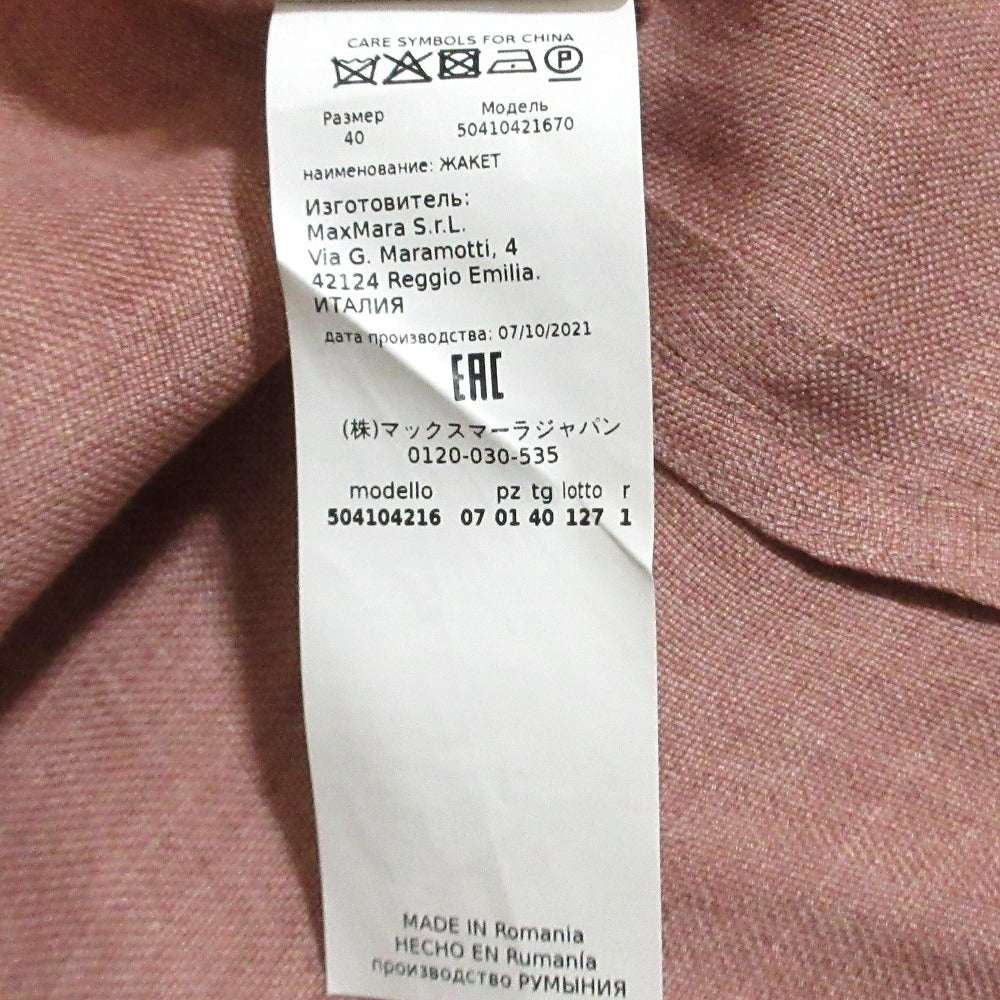 CARE SYMBOLS FOR CHINA
P
Размер Модель
40 50410421670
наименование: ЖАКЕТ
Изготовитель:
MaxMara S.r.L.
Via G. Maramotti, 4
42124 Reggio Emilia.
ИТАЛИЯ
дата производства: 07/10/2021
EAC
(株)マックスマーラジャパン
0120-030-535
modello pz tg lotto r
504104216 07 01 40 127 1
MADE IN Romania
HECHO EN Rumanía
производство РУМЫНИЯ